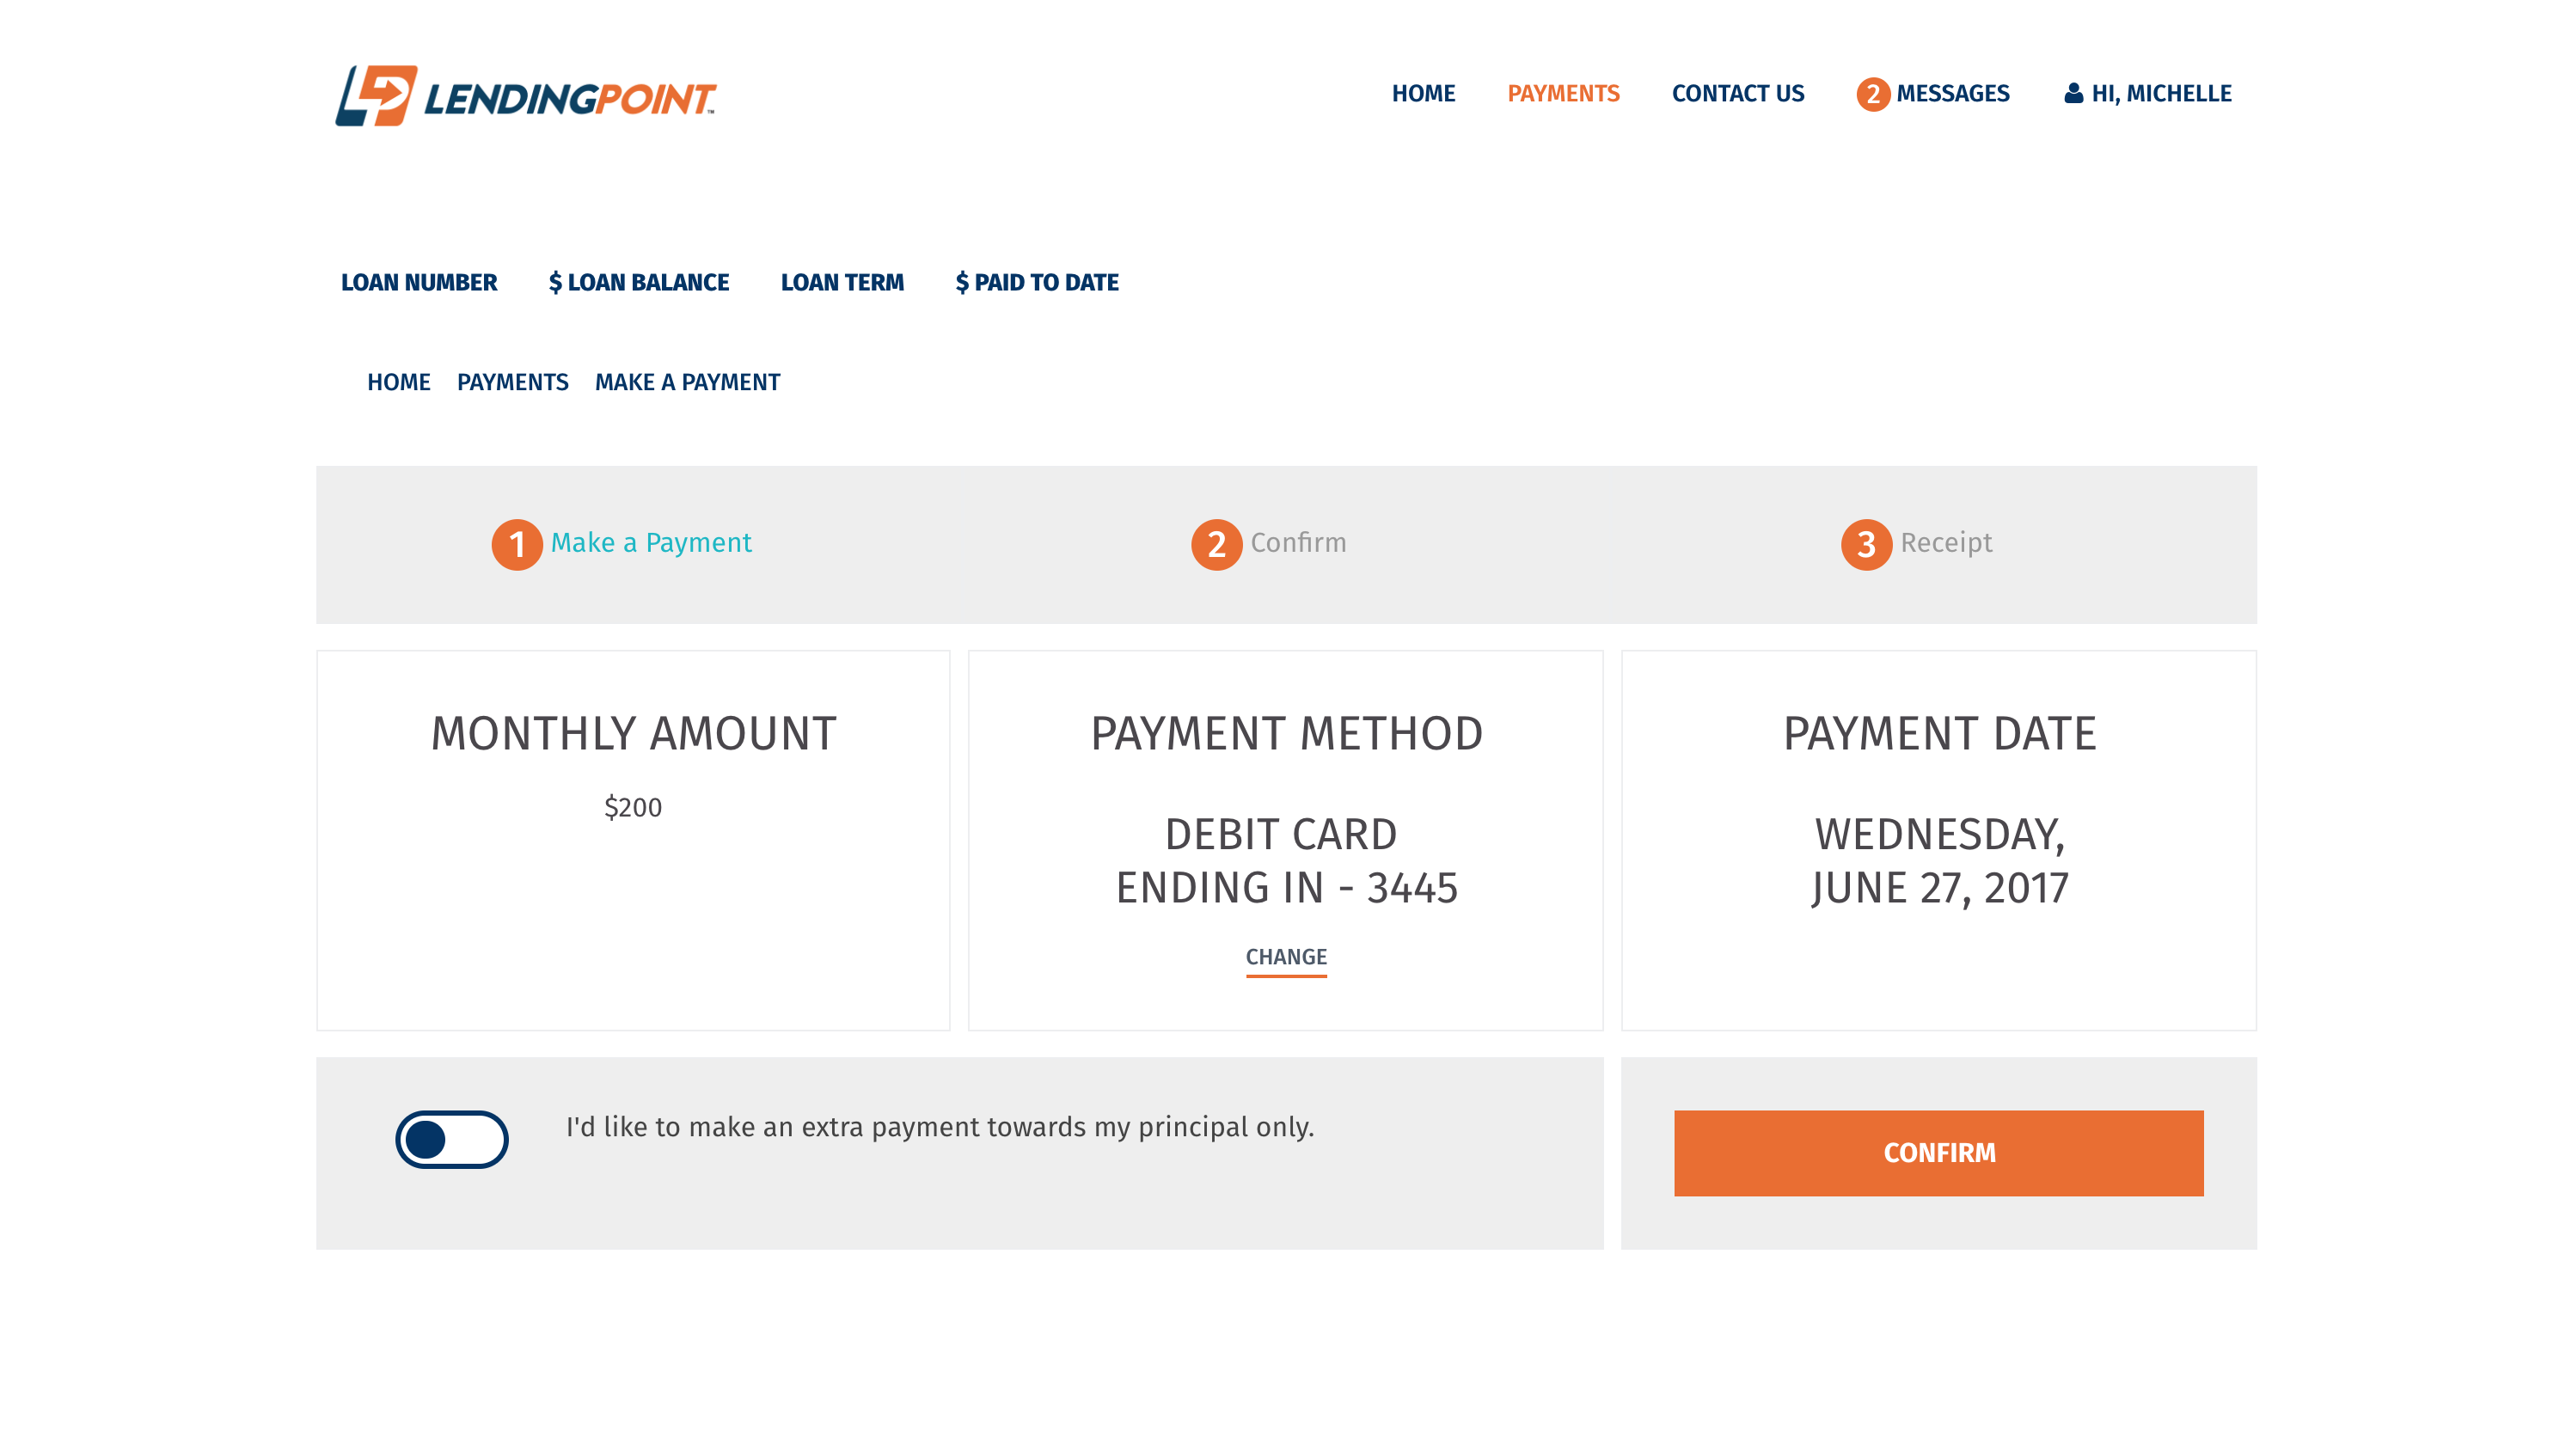 LENDINGPOINT™
HOME PAYMENTS CONTACT US 2 MESSAGES HI, MICHELLE
LOAN NUMBER $ LOAN BALANCE LOAN TERM $ PAID TO DATE
HOME PAYMENTS MAKE A PAYMENT
1 Make a Payment 2 Confirm 3 Receipt
MONTHLY AMOUNT
$200
PAYMENT METHOD
DEBIT CARD
ENDING IN - 3445
CHANGE
PAYMENT DATE
WEDNESDAY,
JUNE 27, 2017
I'd like to make an extra payment towards my principal only.
CONFIRM